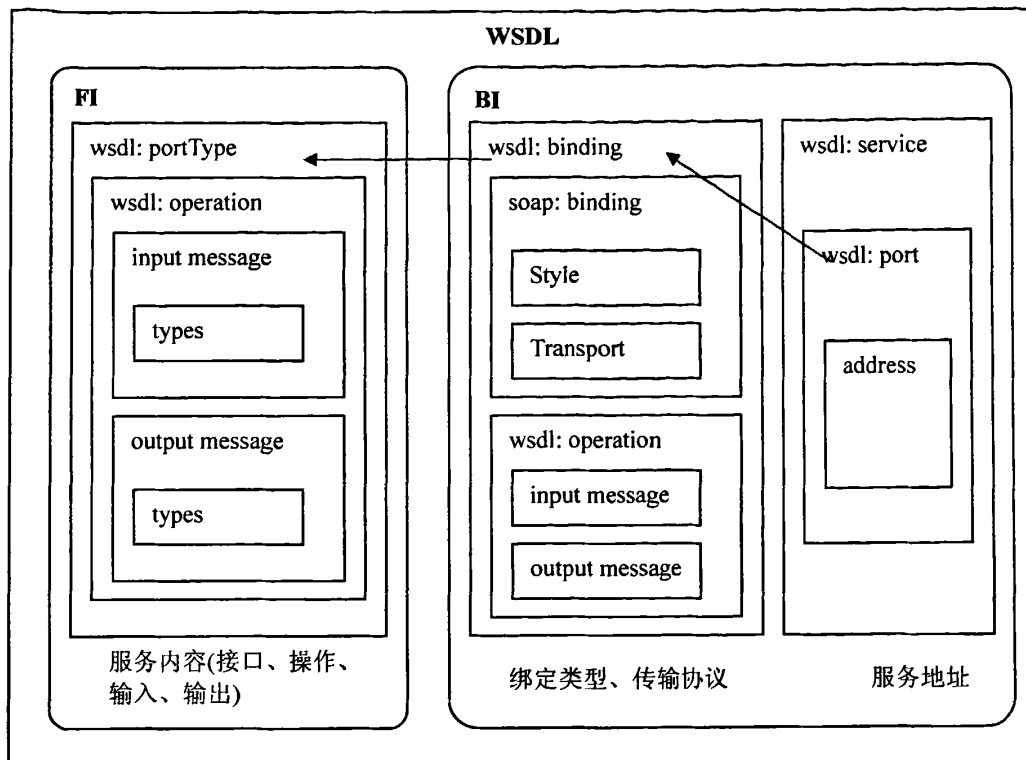 WSDL
FI
wsdl: portType
wsdl: operation
input message
types
output message
types
服务内容(接口、操作、
输入、输出)
BI
wsdl: binding
soap: binding
Style
Transport
wsdl: operation
input message
output message
绑定类型、传输协议
wsdl: service
wsdl: port
address
服务地址